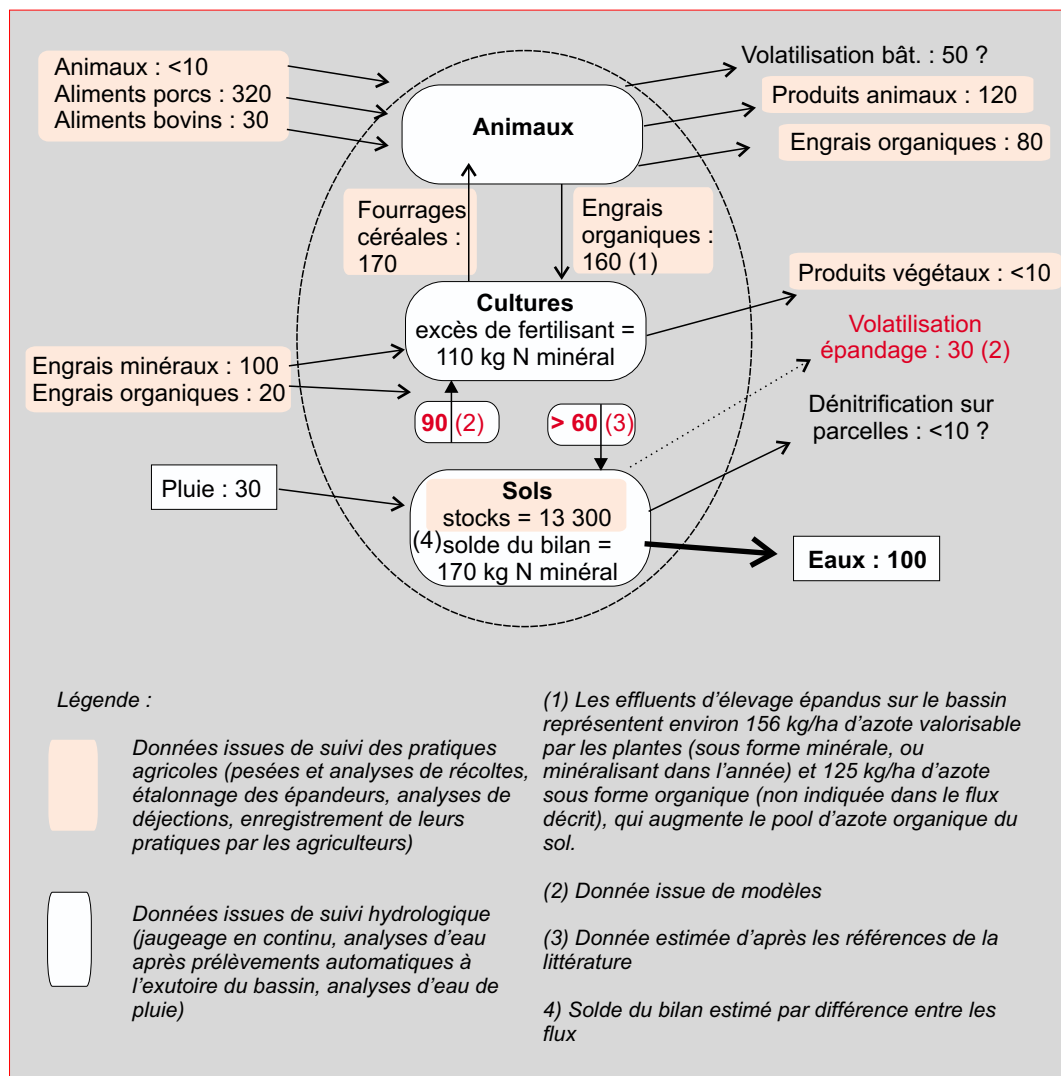 Animaux : <10
Aliments porcs : 320
Aliments bovins : 30
Volatilisation bât. : 50 ?
Produits animaux : 120
Engrais organiques : 80
Animaux
Fourrages
céréales :
170
Engrais
organiques :
160 (1)
Cultures
excès de fertilisant =
110 kg N minéral
Produits végétaux : <10
Volatilisation
épandage : 30 (2)
Engrais minéraux : 100
Engrais organiques : 20
90 (2)
> 60 (3)
Dénitrification sur
parcelles : <10 ?
Pluie : 30
Sols
stocks = 13 300
(4) solde du bilan =
170 kg N minéral
Eaux : 100
Légende :
Données issues de suivi des pratiques
agricoles (pesées et analyses de récoltes,
étalonnage des épandeurs, analyses de
déjections, enregistrement de leurs
pratiques par les agriculteurs)
Données issues de suivi hydrologique
(jaugeage en continu, analyses d'eau
après prélèvements automatiques à
l'exutoire du bassin, analyses d'eau de
pluie)
(1) Les effluents d'élevage épandus sur le bassin
représentent environ 156 kg/ha d'azote valorisable
par les plantes (sous forme minérale, ou
minéralisant dans l'année) et 125 kg/ha d'azote
sous forme organique (non indiquée dans le flux
décrit), qui augmente le pool d'azote organique du
sol.
(2) Donnée issue de modèles
(3) Donnée estimée d'après les références de la
littérature
4) Solde du bilan estimé par différence entre les
flux